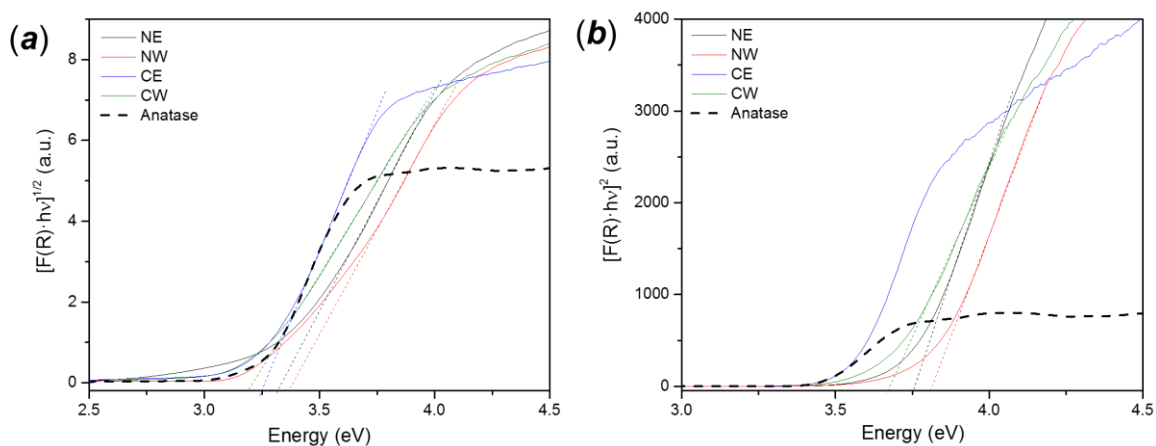 (a)
NE
NW
CE
CW
Anatase
[F(R)·hν]1/2 (a.u.)
8
6
4
2
0
2.5 3.0 3.5 4.0 4.5
Energy (eV)
(b)
NE
NW
CE
CW
Anatase
[F(R)·hν]2 (a.u.)
4000
3000
2000
1000
0
3.0 3.5 4.0 4.5
Energy (eV)